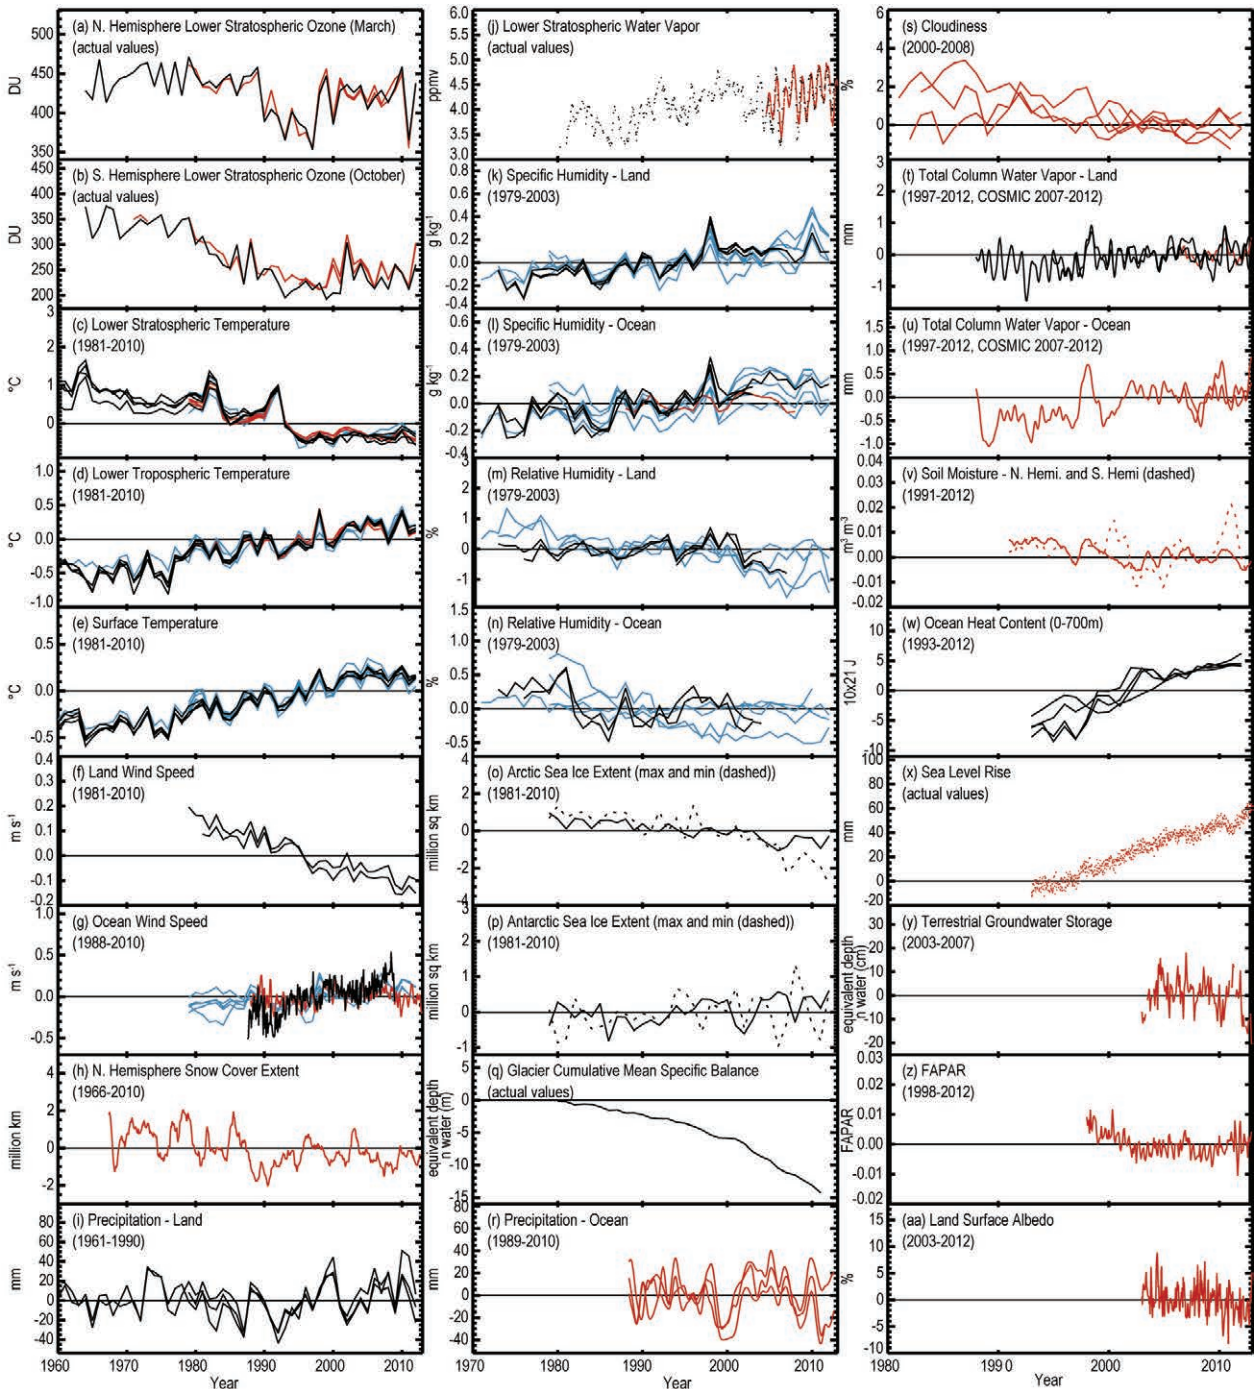 (a) N. Hemisphere Lower Stratospheric Ozone (March)
(actual values)
DU
500
450
400
350
(b) S. Hemisphere Lower Stratospheric Ozone (October)
(actual values)
DU
450
400
350
300
250
200
(c) Lower Stratospheric Temperature
(1981-2010)
°C
3
2
1
0
(d) Lower Tropospheric Temperature
(1981-2010)
°C
1.0
0.5
0.0
-0.5
-1.0
(e) Surface Temperature
(1981-2010)
°C
0.5
0.0
-0.5
(f) Land Wind Speed
(1981-2010)
m s⁻¹
0.4
0.3
0.2
0.1
0.0
-0.1
-0.2
(g) Ocean Wind Speed
(1988-2010)
m s⁻¹
1.0
0.5
0.0
-0.5
(h) N. Hemisphere Snow Cover Extent
(1966-2010)
million km
4
2
0
-2
(i) Precipitation - Land
(1961-1990)
mm
80
60
40
20
0
-20
-40
1960 1970 1980 1990 2000 2010
Year
(j) Lower Stratospheric Water Vapor
(actual values)
ppmv
6.0
5.0
4.5
4.0
3.5
3.0
(k) Specific Humidity - Land
(1979-2003)
g kg⁻¹
0.6
0.4
0.2
0.0
-0.2
-0.4
(l) Specific Humidity - Ocean
(1979-2003)
g kg⁻¹
0.6
0.4
0.2
0.0
-0.2
-0.4
(m) Relative Humidity - Land
(1979-2003)
%
3
2
1
0
-1
(n) Relative Humidity - Ocean
(1979-2003)
%
1.5
1.0
0.5
0.0
-0.5
(o) Arctic Sea Ice Extent (max and min (dashed))
(1981-2010)
million sq km
4
2
0
-2
-4
(p) Antarctic Sea Ice Extent (max and min (dashed))
(1981-2010)
million sq km
3
2
1
0
-1
(q) Glacier Cumulative Mean Specific Balance
(actual values)
equivalent depth
n water (m)
5
0
-5
-10
-15
(r) Precipitation - Ocean
(1989-2010)
mm
80
60
40
20
0
-20
-40
1970 1980 1990 2000 2010
Year
(s) Cloudiness
(2000-2008)
%
6
4
2
0
(t) Total Column Water Vapor - Land
(1997-2012, COSMIC 2007-2012)
mm
3
2
1
0
-1
(u) Total Column Water Vapor - Ocean
(1997-2012, COSMIC 2007-2012)
mm
1.5
1.0
0.5
0.0
-0.5
-1.0
(v) Soil Moisture - N. Hemi. and S. Hemi (dashed)
(1991-2012)
m³ m⁻³
0.04
0.03
0.02
0.01
0.00
-0.01
-0.02
(w) Ocean Heat Content (0-700m)
(1993-2012)
10x21 J
10
5
0
-5
-10
(x) Sea Level Rise
(actual values)
mm
100
80
60
40
20
0
-20
(y) Terrestrial Groundwater Storage
(2003-2007)
equivalent depth
n water (cm)
30
20
10
0
-10
-20
(z) FAPAR
(1998-2012)
FAPAR
0.03
0.02
0.01
0.00
-0.01
-0.02
(aa) Land Surface Albedo
(2003-2012)
%
15
10
5
0
-5
-10
1980 1990 2000 2010
Year